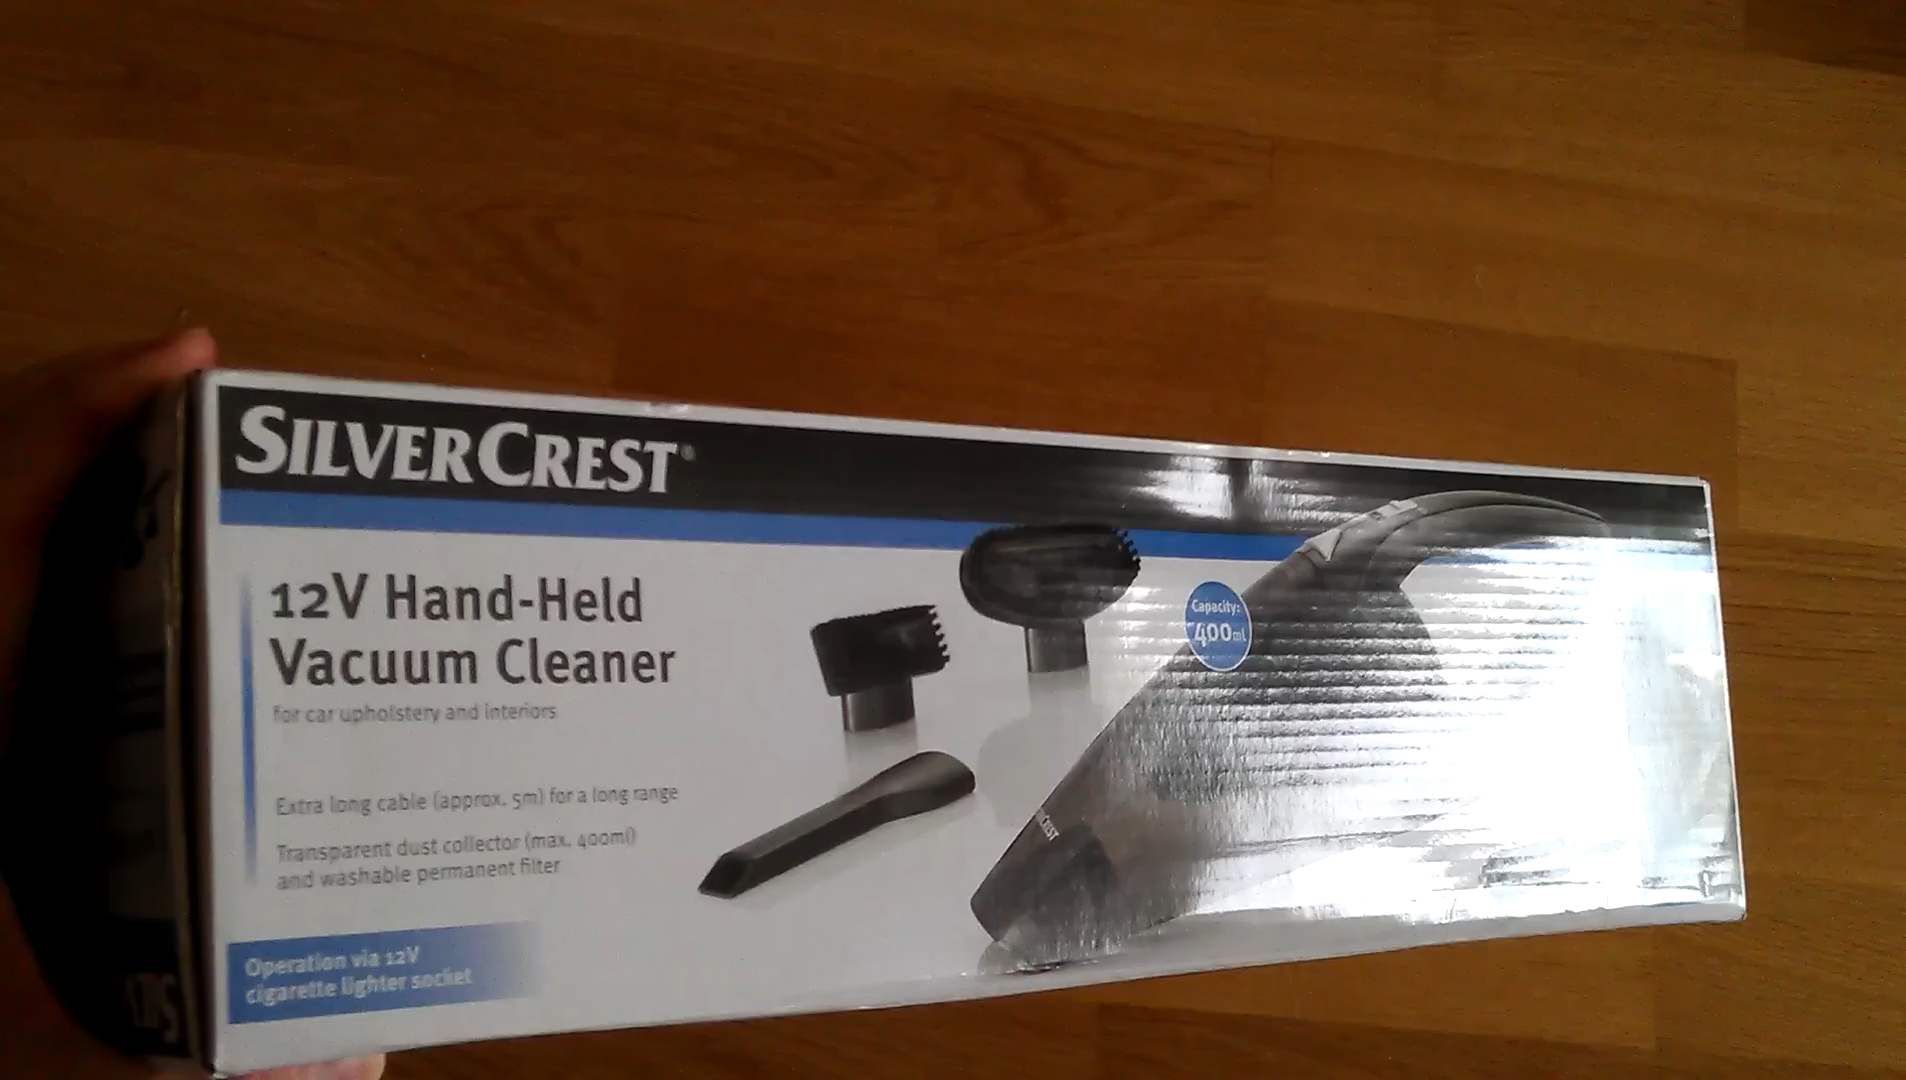 SILVERCREST®
12V Hand-Held
Vacuum Cleaner
for car upholstery and interiors
Extra long cable (approx. 5m) for a long range
Transparent dust collector (max. 400ml)
and washable permanent filter
Operation via 12V
cigarette lighter socket
Capacity:
400ml